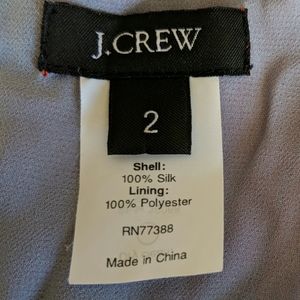 J.CREW
2
Shell:
100% Silk
Lining:
100% Polyester
RN77388
Made in China